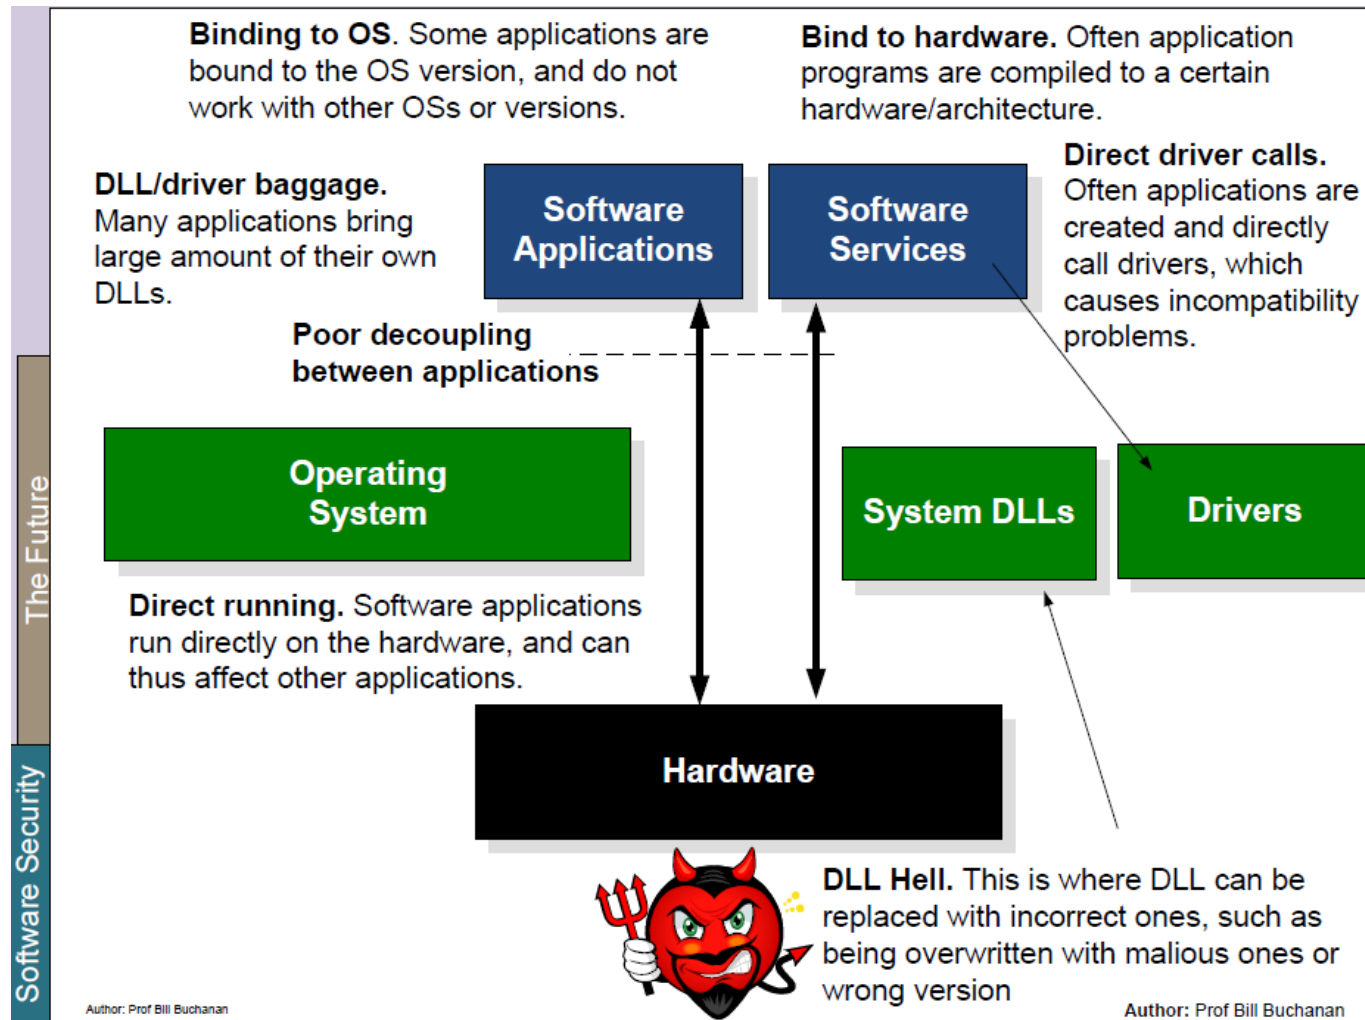 Binding to OS. Some applications are
bound to the OS version, and do not
work with other OSs or versions.
Bind to hardware. Often application
programs are compiled to a certain
hardware/architecture.
DLL/driver baggage.
Many applications bring
large amount of their own
DLLs.
Software
Applications
Software
Services
Direct driver calls.
Often applications are
created and directly
call drivers, which
causes incompatibility
problems.
Poor decoupling
between applications
Operating
System
System DLLs
Drivers
Direct running. Software applications
run directly on the hardware, and can
thus affect other applications.
Hardware
DLL Hell. This is where DLL can be
replaced with incorrect ones, such as
being overwritten with malious ones or
wrong version
The Future
Software Security
Author: Prof Bill Buchanan
Author: Prof Bill Buchanan